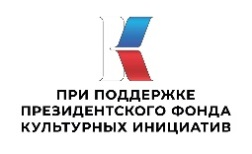 ПРИ ПОДДЕРЖКЕ
ПРЕЗИДЕНТСКОГО ФОНДА
КУЛЬТУРНЫХ ИНИЦИАТИВ